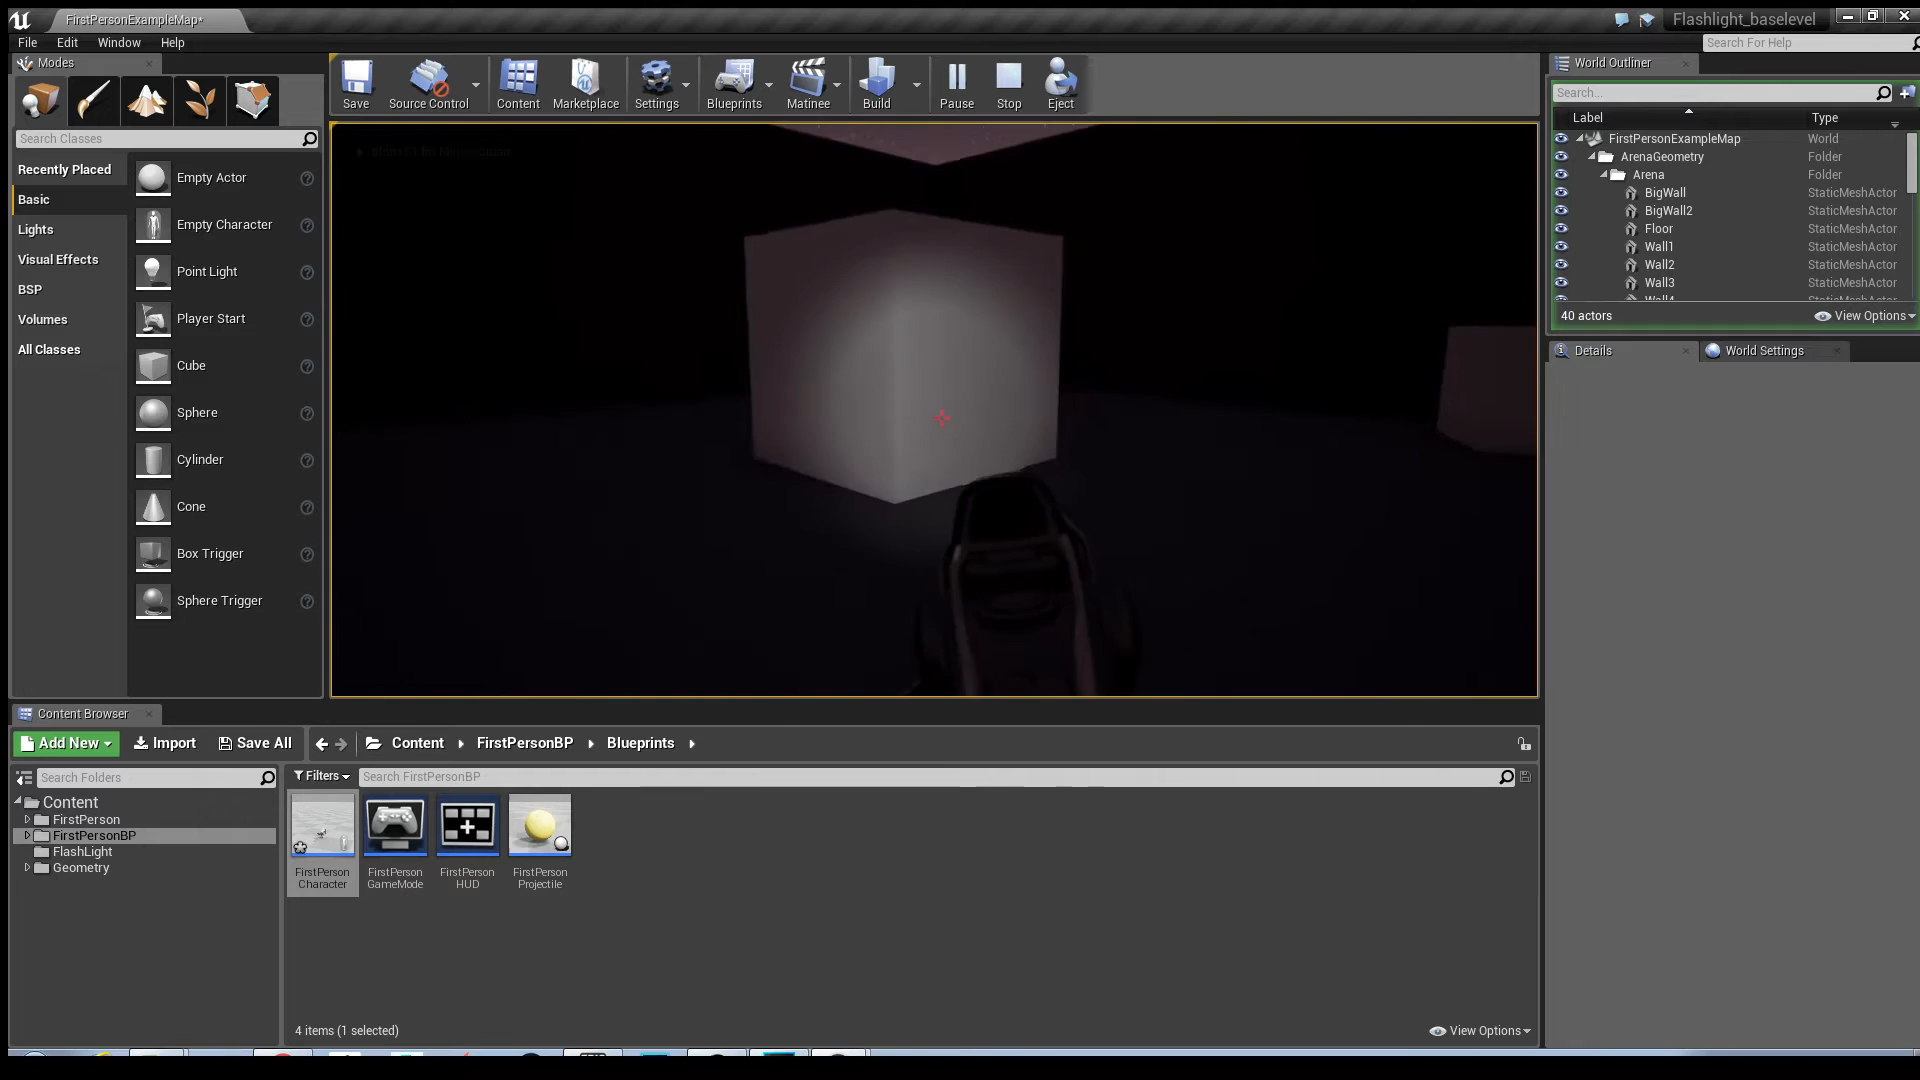 FirstPersonExampleMap*
Flashlight_baselevel
File Edit Window Help
Search For Help
Modes
Save
Source Control
Content
Marketplace
Settings
Blueprints
Matinee
Build
Pause
Stop
Eject
Search Classes
Recently Placed
Basic
Lights
Visual Effects
BSP
Volumes
All Classes
Empty Actor
Empty Character
Point Light
Player Start
Cube
Sphere
Cylinder
Cone
Box Trigger
Sphere Trigger
World Outliner
Search...
Label Type
FirstPersonExampleMap World
ArenaGeometry Folder
Arena Folder
BigWall StaticMeshActor
BigWall2 StaticMeshActor
Floor StaticMeshActor
Wall1 StaticMeshActor
Wall2 StaticMeshActor
Wall3 StaticMeshActor
Wall4 StaticMeshActor
40 actors
View Options
Details
World Settings
Content Browser
Add New
Import
Save All
Content
FirstPersonBP
Blueprints
Search Folders
Content
FirstPerson
FirstPersonBP
FlashLight
Geometry
Filters
Search FirstPersonBP
FirstPerson
Character
FirstPerson
GameMode
FirstPerson
HUD
FirstPerson
Projectile
4 items (1 selected)
View Options